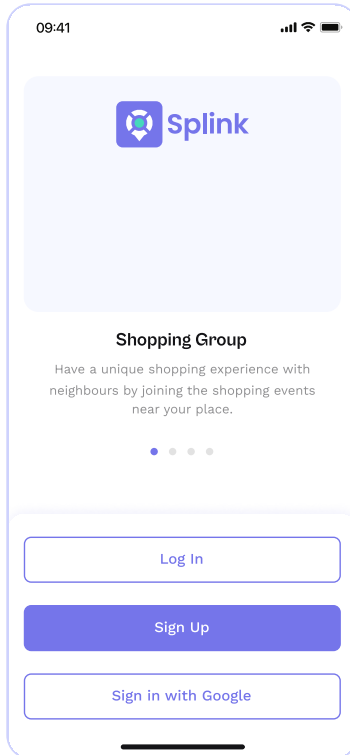 09:41
Splink
Shopping Group
Have a unique shopping experience with
neighbours by joining the shopping events
near your place.
Log In
Sign Up
Sign in with Google